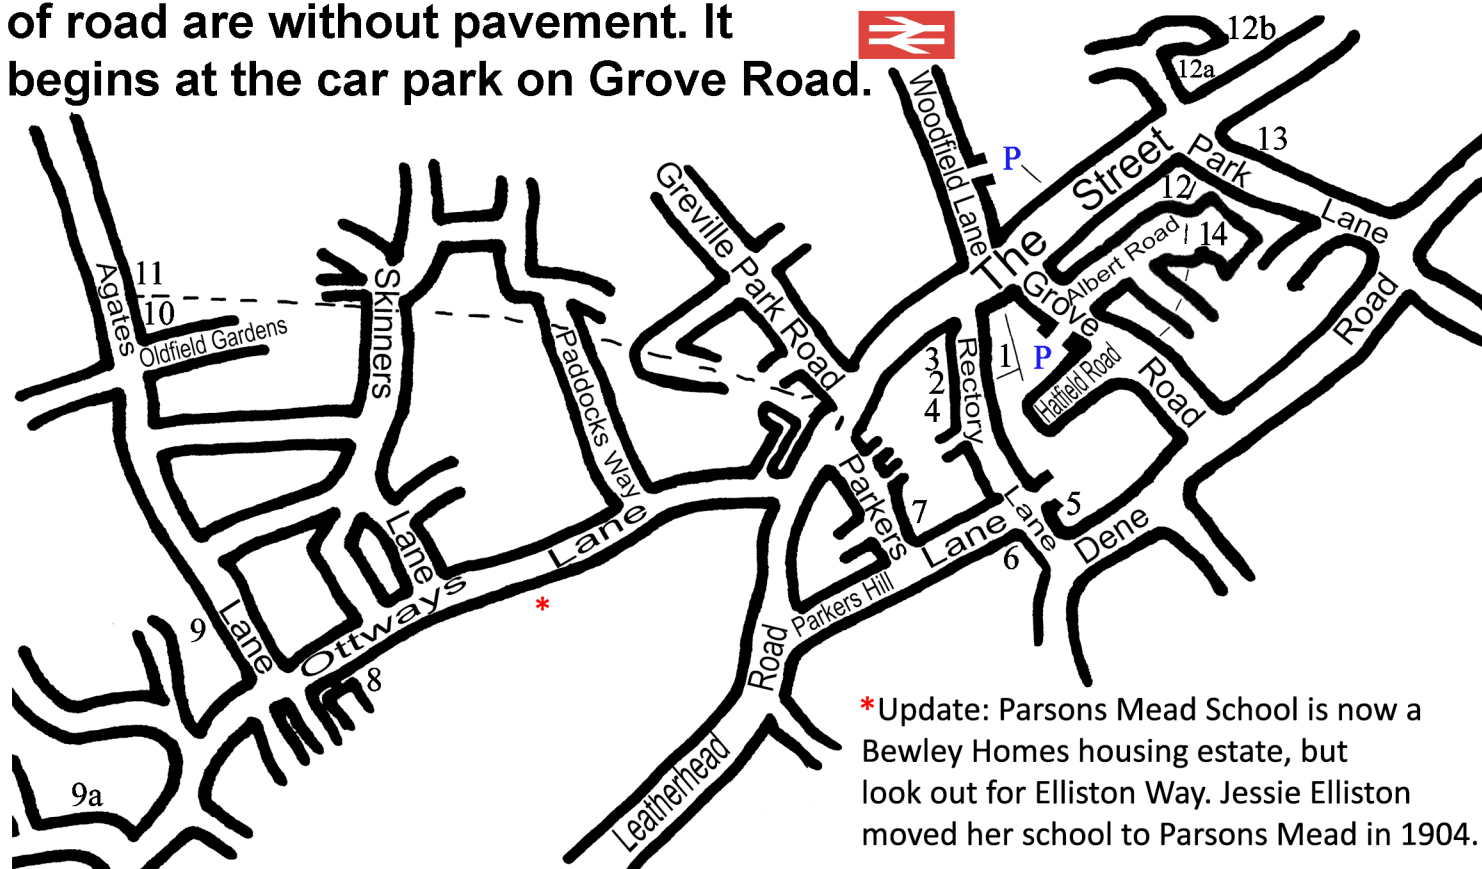 of road are without pavement. It
begins at the car park on Grove Road.
12b
12a
Woodfield Lane
P
13
The Street
Park Lane
12
14
Albert Road
Grove Road
Hatfield Road
P
1
Rectory Lane
3
2
4
Greville Park Road
Agates Lane
11
10
Oldfield Gardens
Skinners Lane
Paddocks Way
Parkers Lane
7
5
6
Dene Road
Parkers Hill
Ottways Lane
*
9
8
9a
Leatherhead Road
*Update: Parsons Mead School is now a
Bewley Homes housing estate, but
look out for Elliston Way. Jessie Elliston
moved her school to Parsons Mead in 1904.